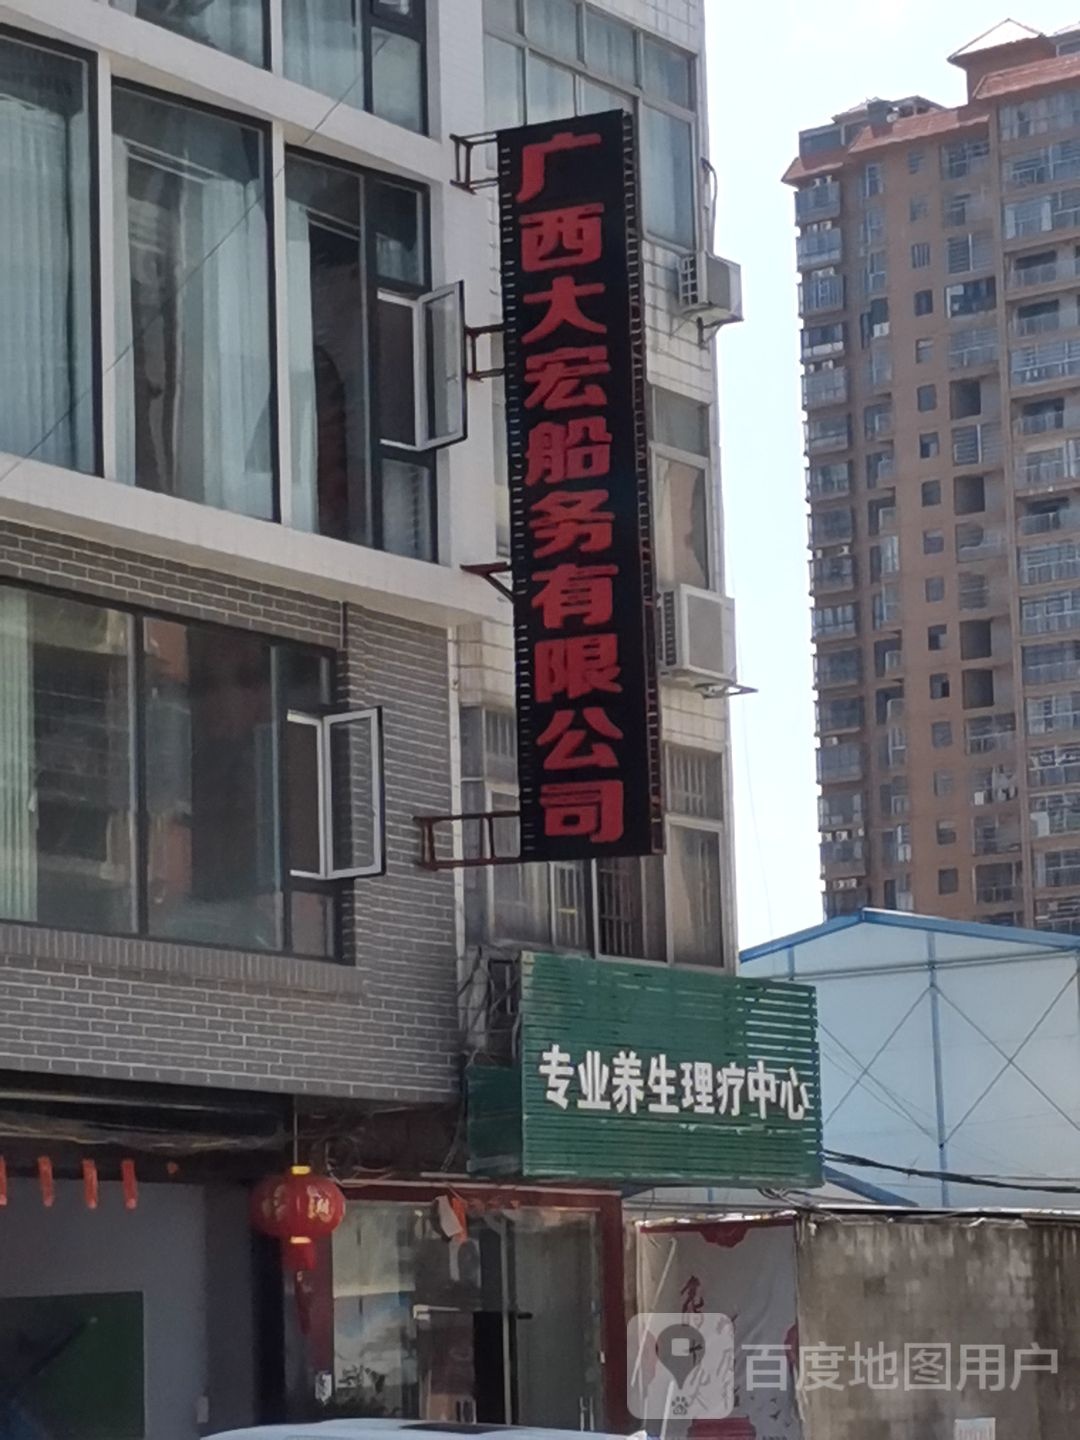 广西大宏船务有限公司
专业养生理疗中心
百度地图用户